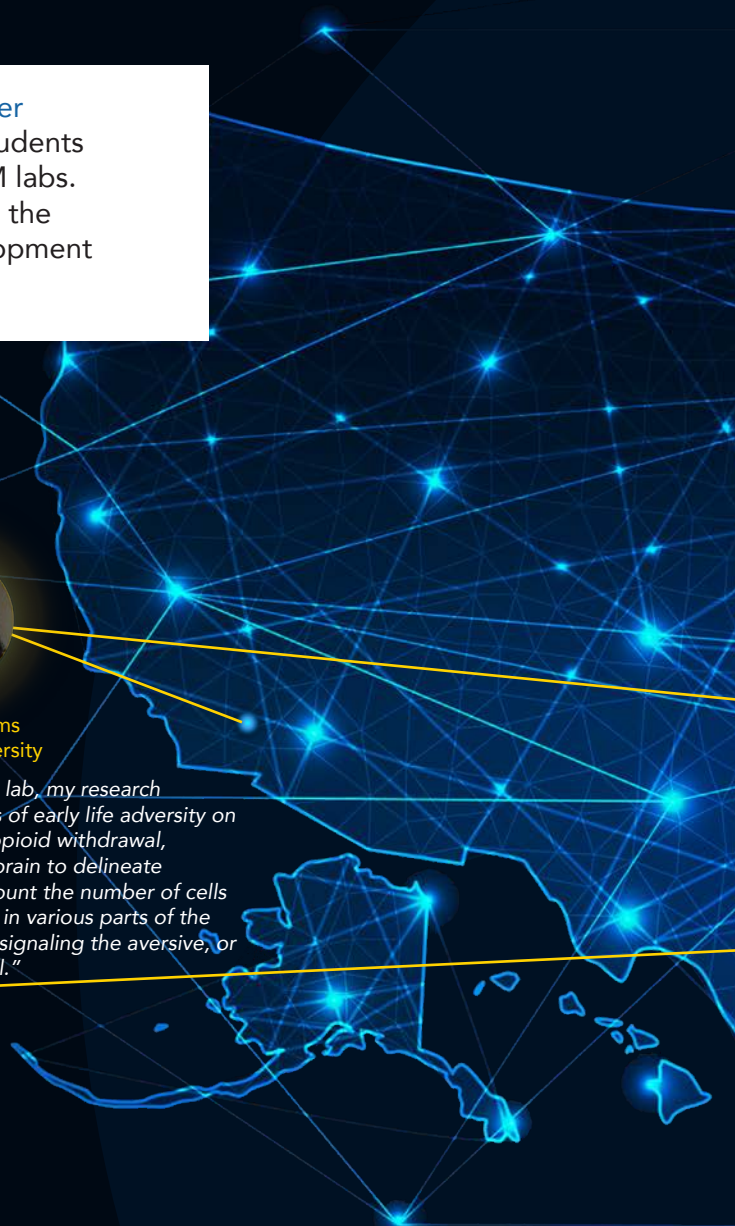 er
udents
M labs.
the
opment
ms
ersity
lab, my research
s of early life adversity on
opioid withdrawal,
brain to delineate
ount the number of cells
in various parts of the
signaling the aversive, or
l."